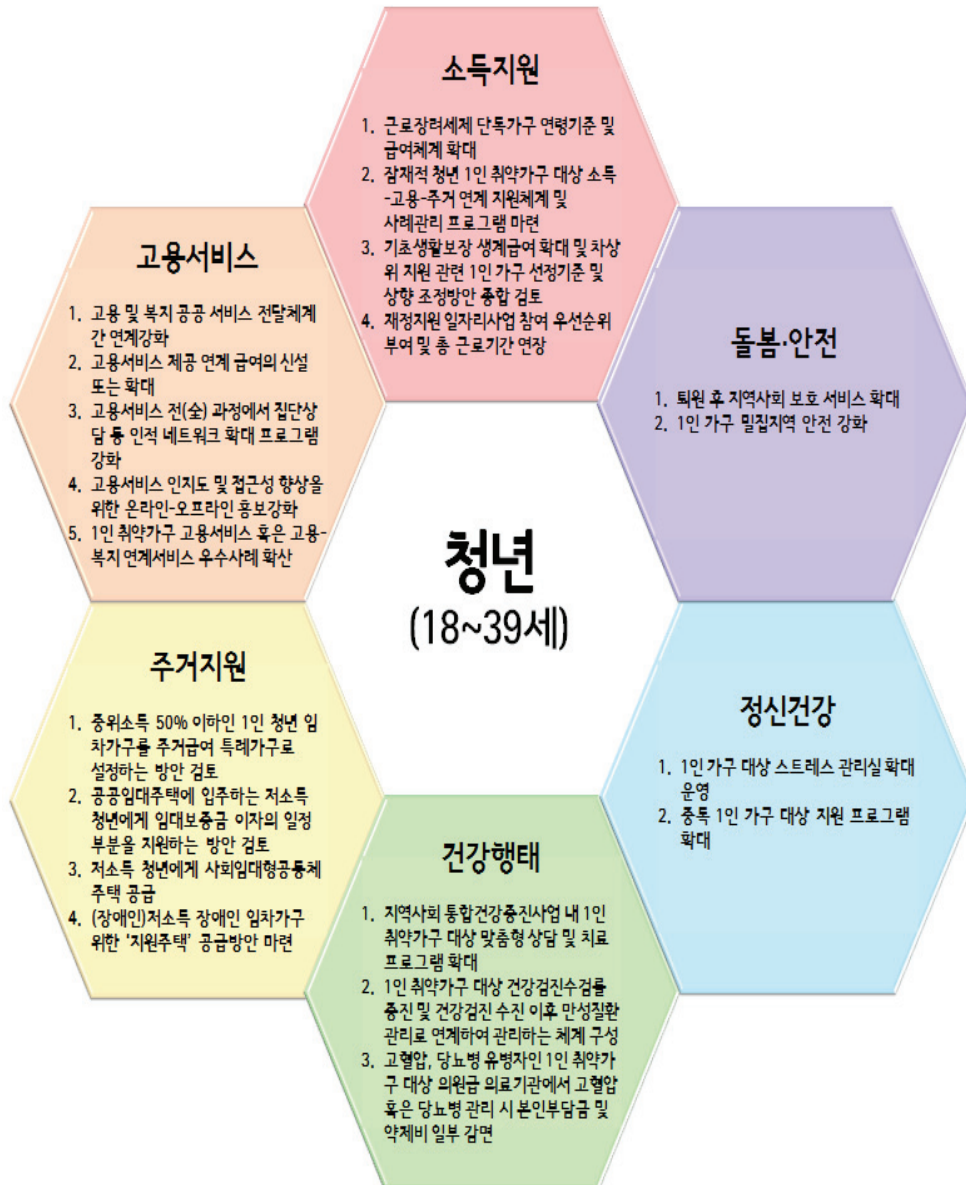 소득지원
1. 근로장려세제 단독가구 연령기준 및
급여체계 확대
2. 잠재적 청년 1인 취약가구 대상 소득
-고용-주거 연계 지원체계 및
사례관리 프로그램 마련
3. 기초생활보장 생계급여 확대 및 차상
위 지원 관련 1인 가구 선정기준 및
상향 조정방안 종합 검토
4. 재정지원 일자리사업 참여 우선순위
부여 및 총 근로기간 연장
고용서비스
1. 고용 및 복지 공공 서비스 전달체계
간 연계강화
2. 고용서비스 제공 연계 급여의 신설
또는 확대
3. 고용서비스 전(全) 과정에서 집단상
담 등 인적 네트워크 확대 프로그램
강화
4. 고용서비스 인지도 및 접근성 향상을
위한 온라인-오프라인 홍보강화
5. 1인 취약가구 고용서비스 혹은 고용-
복지 연계서비스 우수사례 확산
돌봄·안전
1. 퇴원 후 지역사회 보호 서비스 확대
2. 1인 가구 밀집지역 안전 강화
청년
(18~39세)
주거지원
1. 중위소득 50% 이하인 1인 청년 임
차가구를 주거급여 특례가구로
설정하는 방안 검토
2. 공공임대주택에 입주하는 저소득
청년에게 임대보증금 이자의 일정
부분을 지원하는 방안 검토
3. 저소득 청년에게 사회임대형공동체
주택 공급
4. (장애인)저소득 장애인 임차가구
위한 '지원주택' 공급방안 마련
정신건강
1. 1인 가구 대상 스트레스 관리실 확대
운영
2. 중독 1인 가구 대상 지원 프로그램
확대
건강행태
1. 지역사회 통합건강증진사업 내 1인
취약가구 대상 맞춤형 상담 및 치료
프로그램 확대
2. 1인 취약가구 대상 건강검진수검률
증진 및 건강검진 수진 이후 만성질환
관리로 연계하여 관리하는 체계 구성
3. 고혈압, 당뇨병 유병자인 1인 취약가
구 대상 의원급 의료기관에서 고혈압
혹은 당뇨병 관리 시 본인부담금 및
약제비 일부 감면